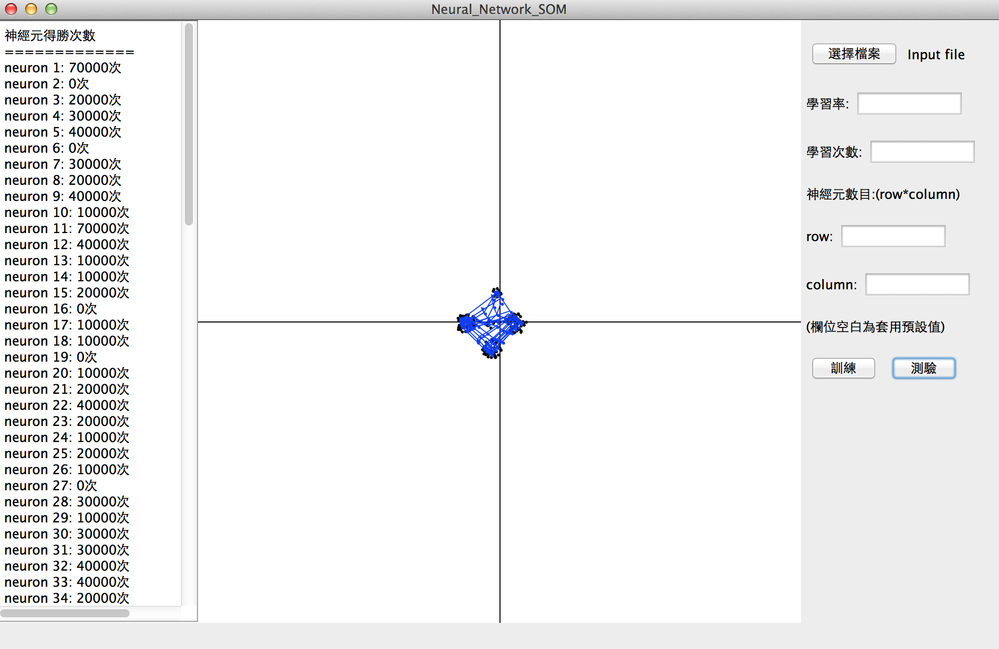 Neural_Network_SOM
神經元得勝次數
=============
neuron 1: 70000次
neuron 2: 0次
neuron 3: 20000次
neuron 4: 30000次
neuron 5: 40000次
neuron 6: 0次
neuron 7: 30000次
neuron 8: 20000次
neuron 9: 40000次
neuron 10: 10000次
neuron 11: 70000次
neuron 12: 40000次
neuron 13: 10000次
neuron 14: 10000次
neuron 15: 20000次
neuron 16: 0次
neuron 17: 10000次
neuron 18: 10000次
neuron 19: 0次
neuron 20: 10000次
neuron 21: 20000次
neuron 22: 40000次
neuron 23: 20000次
neuron 24: 10000次
neuron 25: 20000次
neuron 26: 10000次
neuron 27: 0次
neuron 28: 30000次
neuron 29: 10000次
neuron 30: 30000次
neuron 31: 30000次
neuron 32: 40000次
neuron 33: 40000次
neuron 34: 20000次
選擇檔案 Input file
學習率:
學習次數:
神經元數目:(row*column)
row:
column:
(欄位空白為套用預設值)
訓練 測驗